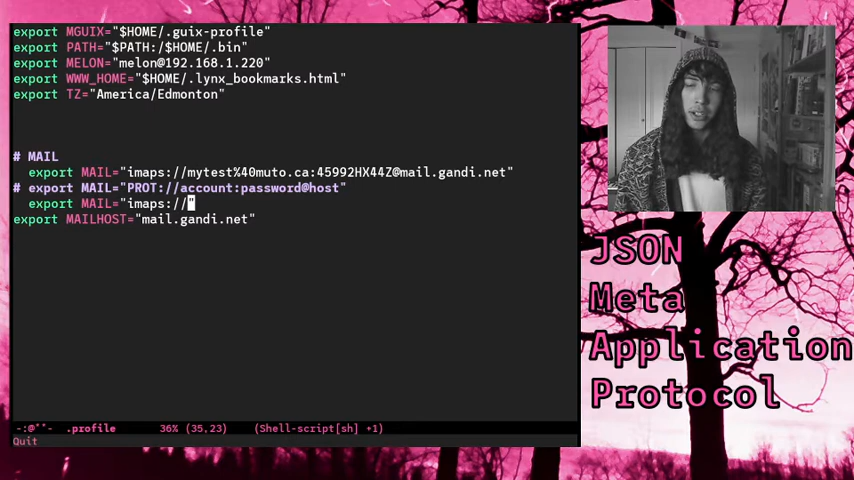 export MGUIX="$HOME/.guix-profile"
export PATH="$PATH:/$HOME/.bin"
export MELON="melon@192.168.1.220"
export WWW_HOME="$HOME/.lynx_bookmarks.html"
export TZ="America/Edmonton"
# MAIL
export MAIL="imaps://mytest%40muto.ca:45992HX44Z@mail.gandi.net"
# export MAIL="PROT://account:password@host"
export MAIL="imaps://"
export MAILHOST="mail.gandi.net"
-:@**- .profile 36% (35,23) (Shell-script[sh] +1)
Quit
JSON
Meta
Application
Protocol